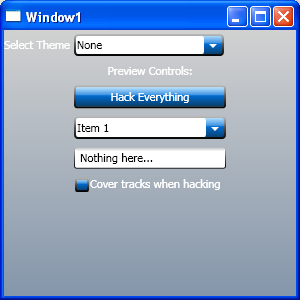 Window1
Select Theme None
Preview Controls:
Hack Everything
Item 1
Nothing here...
Cover tracks when hacking